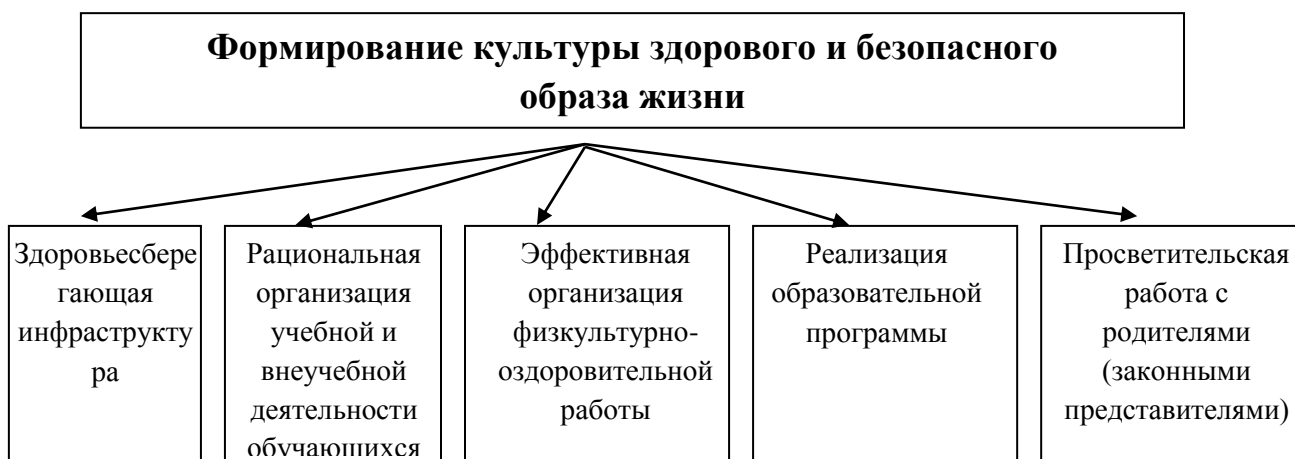 Формирование культуры здорового и безопасного
образа жизни
Здоровьесбере
гающая
инфраструкту
ра
Рациональная
организация
учебной и
внеучебной
деятельности
обучающихся
Эффективная
организация
физкультурно-
оздоровительной
работы
Реализация
образовательной
программы
Просветительская
работа с
родителями
(законными
представителями)